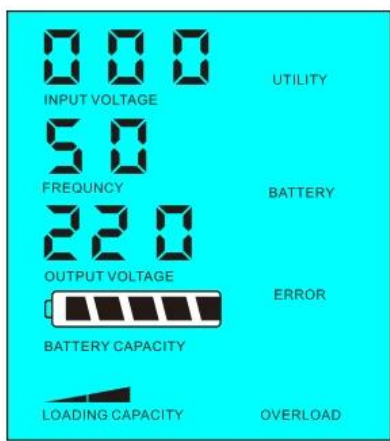 000
UTILITY
INPUT VOLTAGE
50
FREQUNCY
BATTERY
220
OUTPUT VOLTAGE
ERROR
BATTERY CAPACITY
LOADING CAPACITY
OVERLOAD